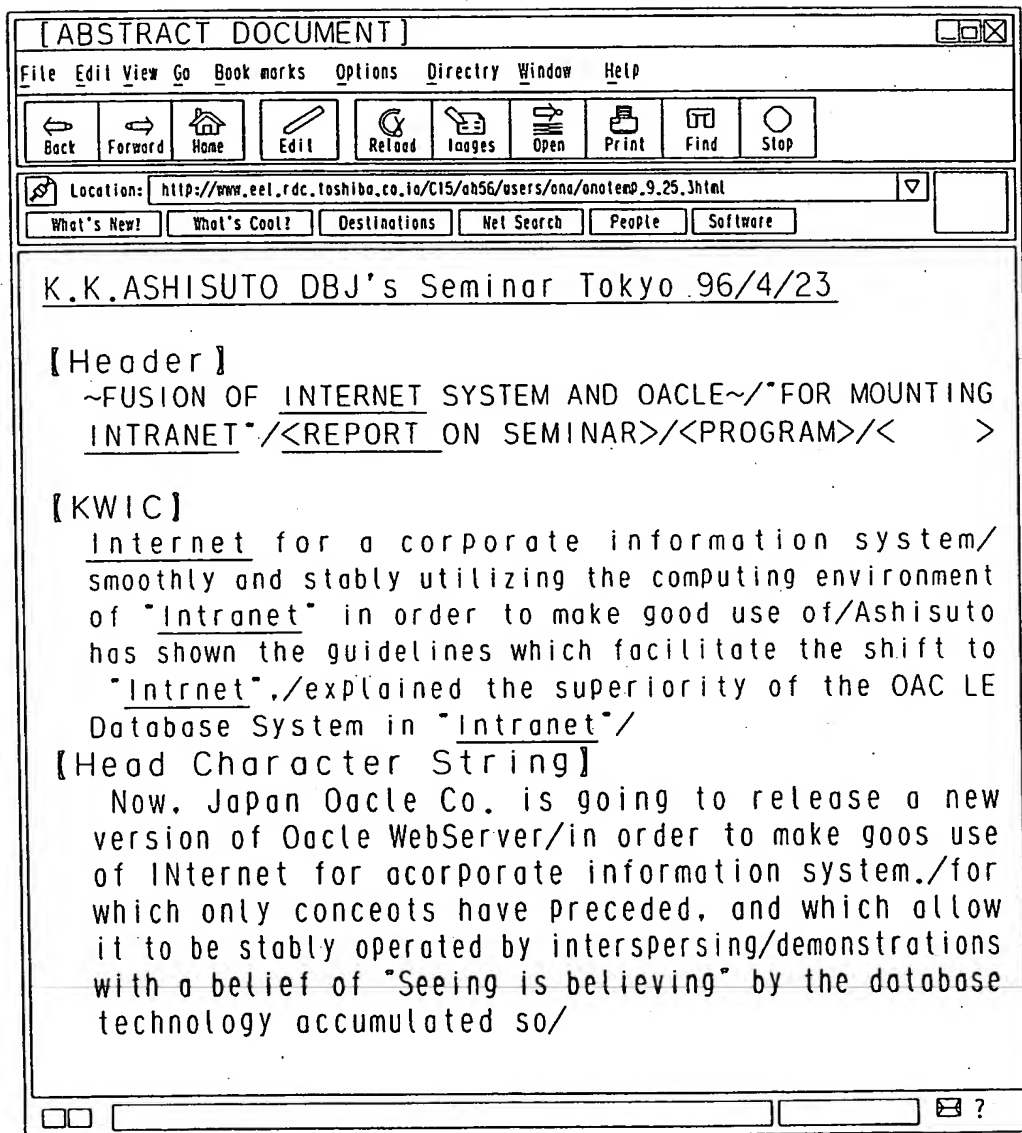 [ABSTRACT DOCUMENT]
File Edit View Go Book marks Options Directry Window Help
Back Forword Home Edit Reload Iaages Open Print Find Stop
Location: http://www.eel.rdc.toshiba.co.io/C15/ah56/users/ona/onotemp.9.25.3html
What's New! What's Cool? Destinations Net Search People Software
K.K.ASHISUTO DBJ's Seminar Tokyo 96/4/23
【Header】
~FUSION OF INTERNET SYSTEM AND OACLE~/"FOR MOUNTING
INTRANET"/<REPORT ON SEMINAR>/<PROGRAM>/< >
【KWIC】
Internet for a corporate information system/
smoothly and stably utilizing the computing environment
of "Intranet" in order to make good use of/Ashisuto
has shown the guidelines which facilitate the shift to
"Intrnet",/explained the superiority of the OAC LE
Database System in "Intranet"/
【Head Character String】
Now, Japan Oacle Co. is going to release a new
version of Oacle WebServer/in order to make goos use
of INternet for acorporate information system./for
which only conceots have preceded, and which allow
it to be stably operated by interspersing/demonstrations
with a belief of "Seeing is believing" by the database
technology accumulated so/
?